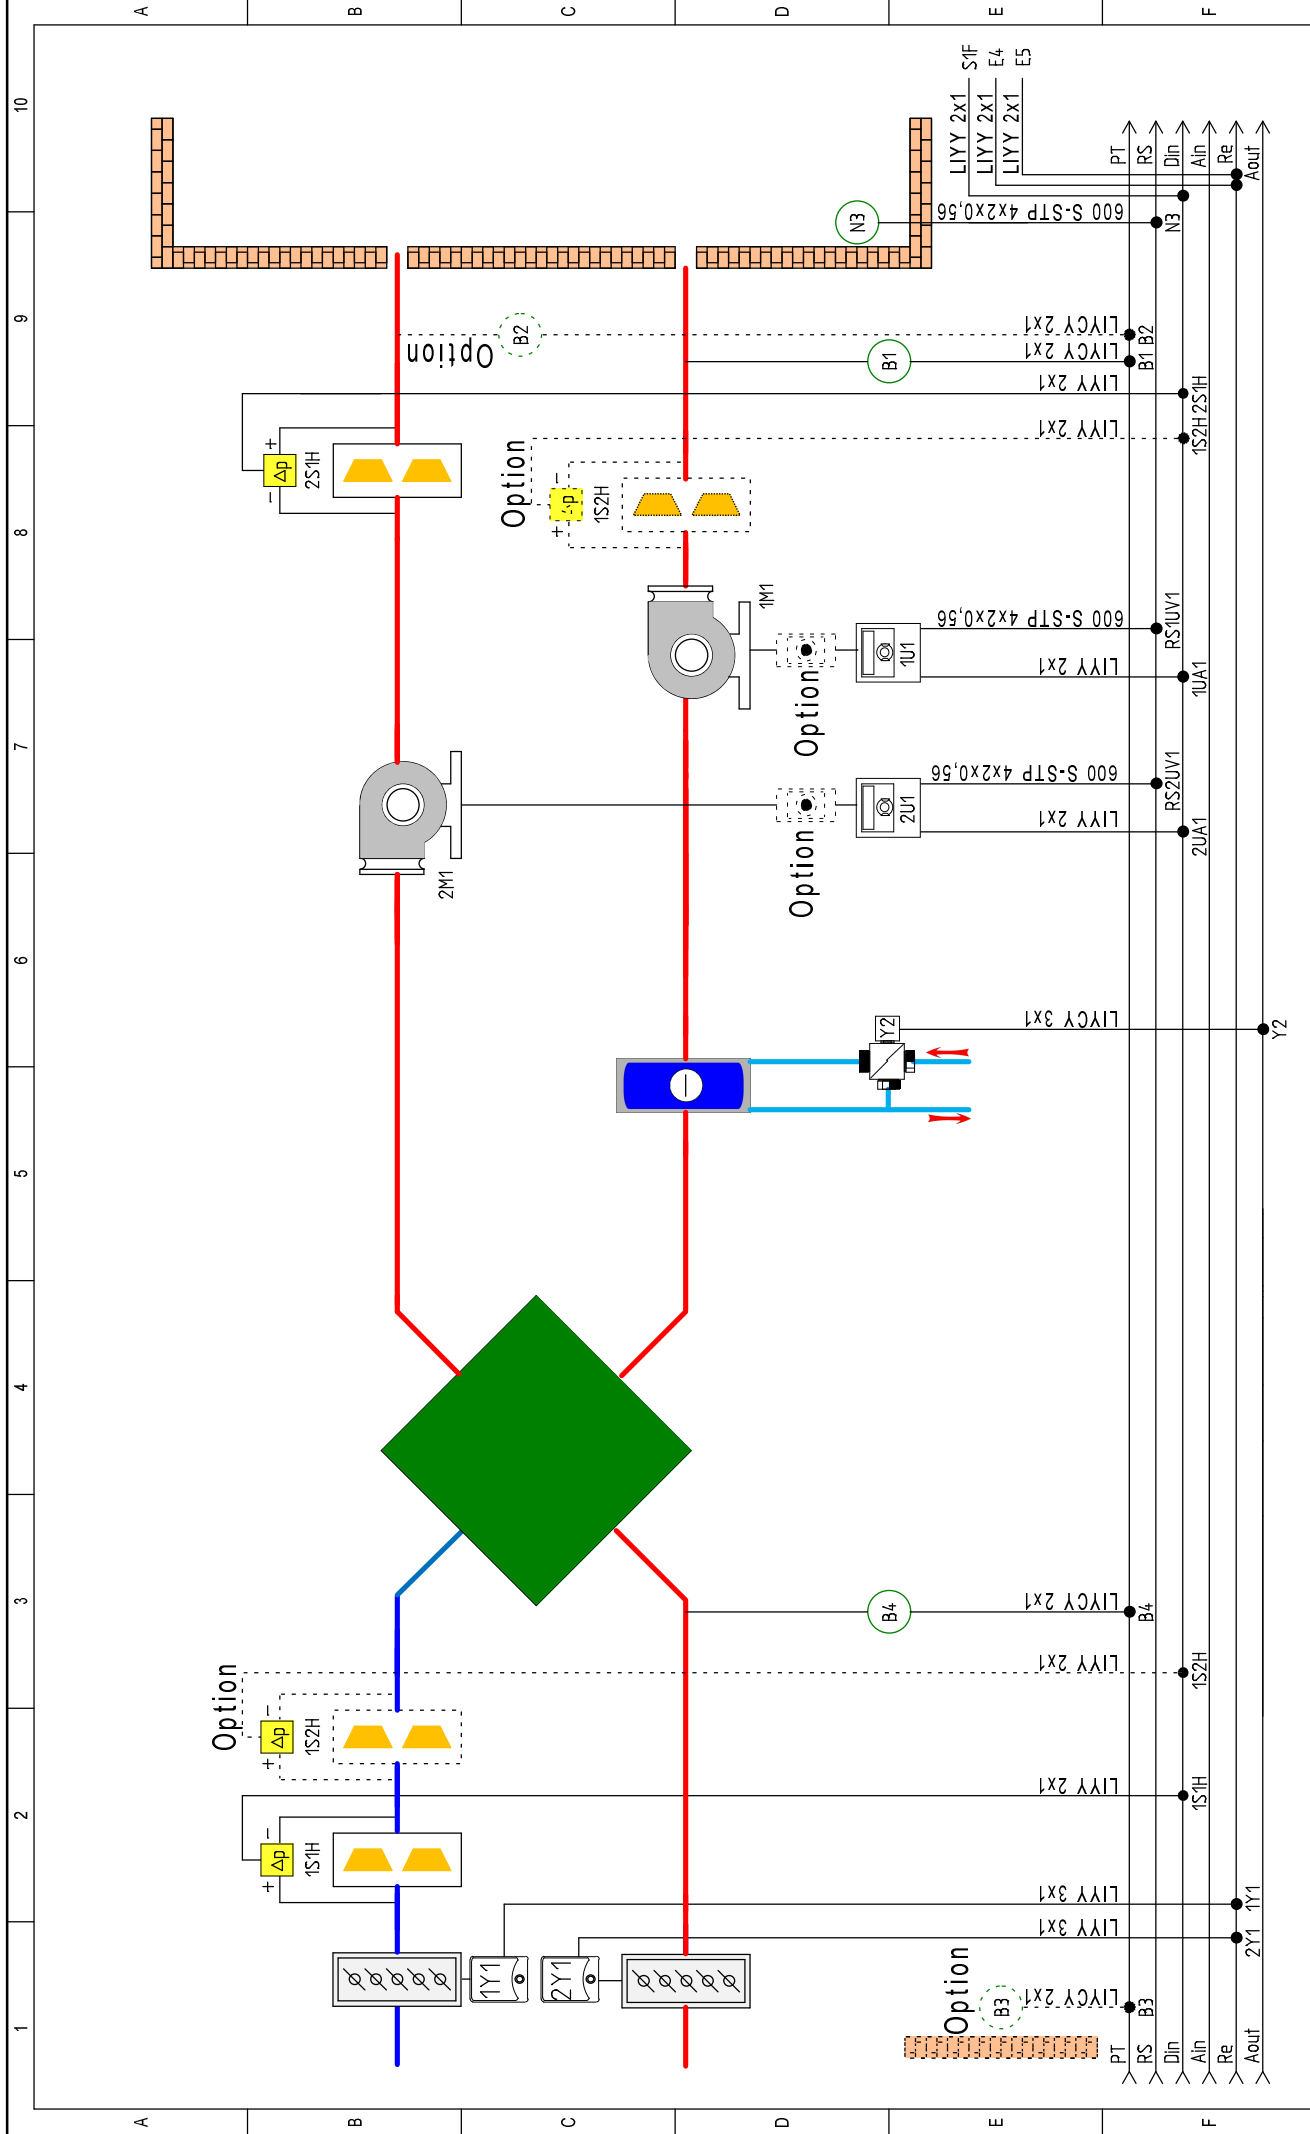 A
B
C
D
E
F
10
9
8
7
6
5
4
3
2
1
S1F
E4
E5
LIYY 2x1
LIYY 2x1
LIYY 2x1
PT
RS
Din
Ain
Re
Aout
N3
600 S-STP 4x2x0,56
N3
Option
B2
LIYCY 2x1
B2
B1
LIYCY 2x1
B1
LIYY 2x1
2S1H
+
Δp
-
2S1H
Option
LIYY 2x1
1S2H
-
p
+
1S2H
1M1
Option
1U1
600 S-STP 4x2x0,56
RS1UV1
LIYY 2x1
1UA1
2M1
Option
2U1
600 S-STP 4x2x0,56
RS2UV1
LIYY 2x1
2UA1
Y2
LIYCY 3x1
Y2
B4
LIYCY 2x1
B4
Option
LIYY 2x1
1S2H
-
Δp
+
1S2H
LIYY 2x1
1S1H
-
Δp
+
1S1H
LIYY 3x1
1Y1
LIYY 3x1
2Y1
1Y1
2Y1
Option
B3
LIYCY 2x1
B3
PT
RS
Din
Ain
Re
Aout
A
B
C
D
E
F